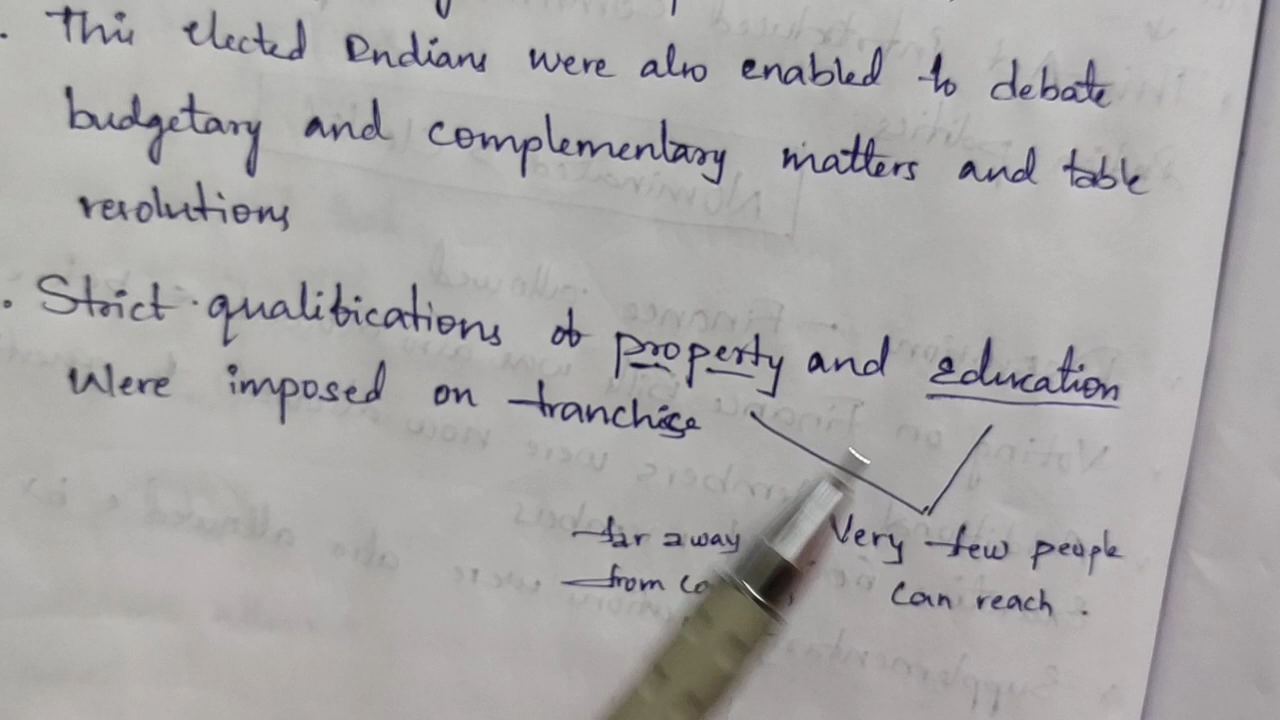 . This elected Indians were also enabled to debate
budgetary and complementary matters and table
resolutions
. Strict qualifications of property and education
Were imposed on franchise
far away
from
Very few people
can reach .